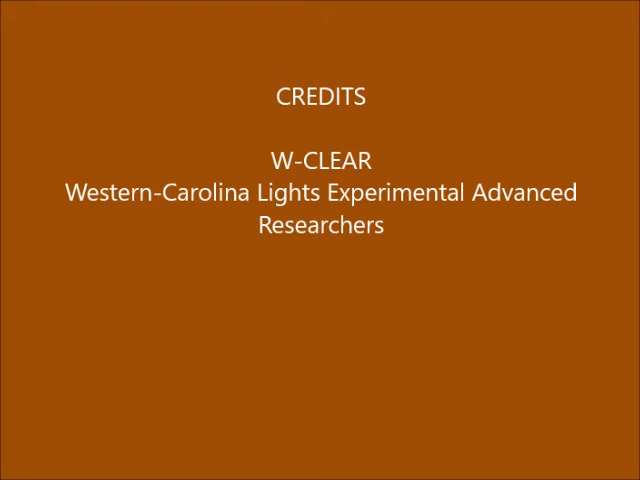 CREDITS
W-CLEAR
Western-Carolina Lights Experimental Advanced
Researchers